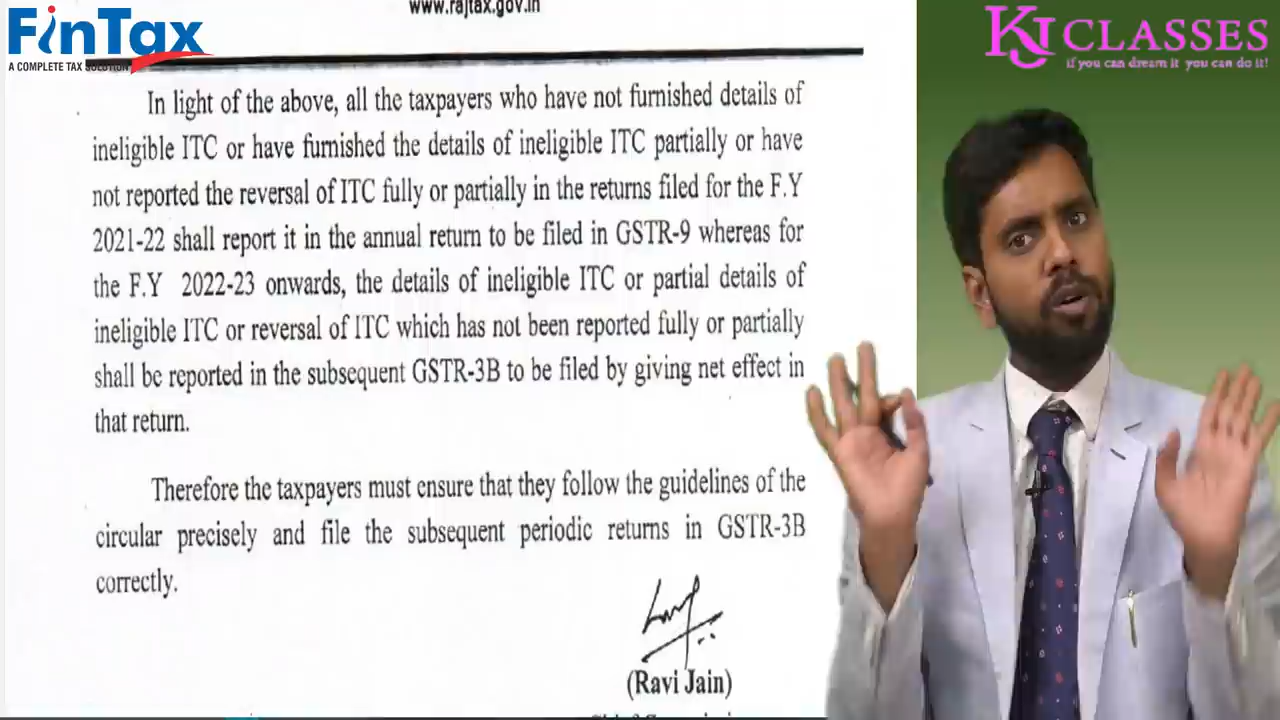 www.rajtax.gov.in
FinTax
A COMPLETE TAX SOLUTION
KJ CLASSES
if you can dream it you can do it!
In light of the above, all the taxpayers who have not furnished details of
ineligible ITC or have furnished the details of ineligible ITC partially or have
not reported the reversal of ITC fully or partially in the returns filed for the F.Y
2021-22 shall report it in the annual return to be filed in GSTR-9 whereas for
the F.Y 2022-23 onwards, the details of ineligible ITC or partial details of
ineligible ITC or reversal of ITC which has not been reported fully or partially
shall be reported in the subsequent GSTR-3B to be filed by giving net effect in
that return.
Therefore the taxpayers must ensure that they follow the guidelines of the
circular precisely and file the subsequent periodic returns in GSTR-3B
correctly.
(Ravi Jain)